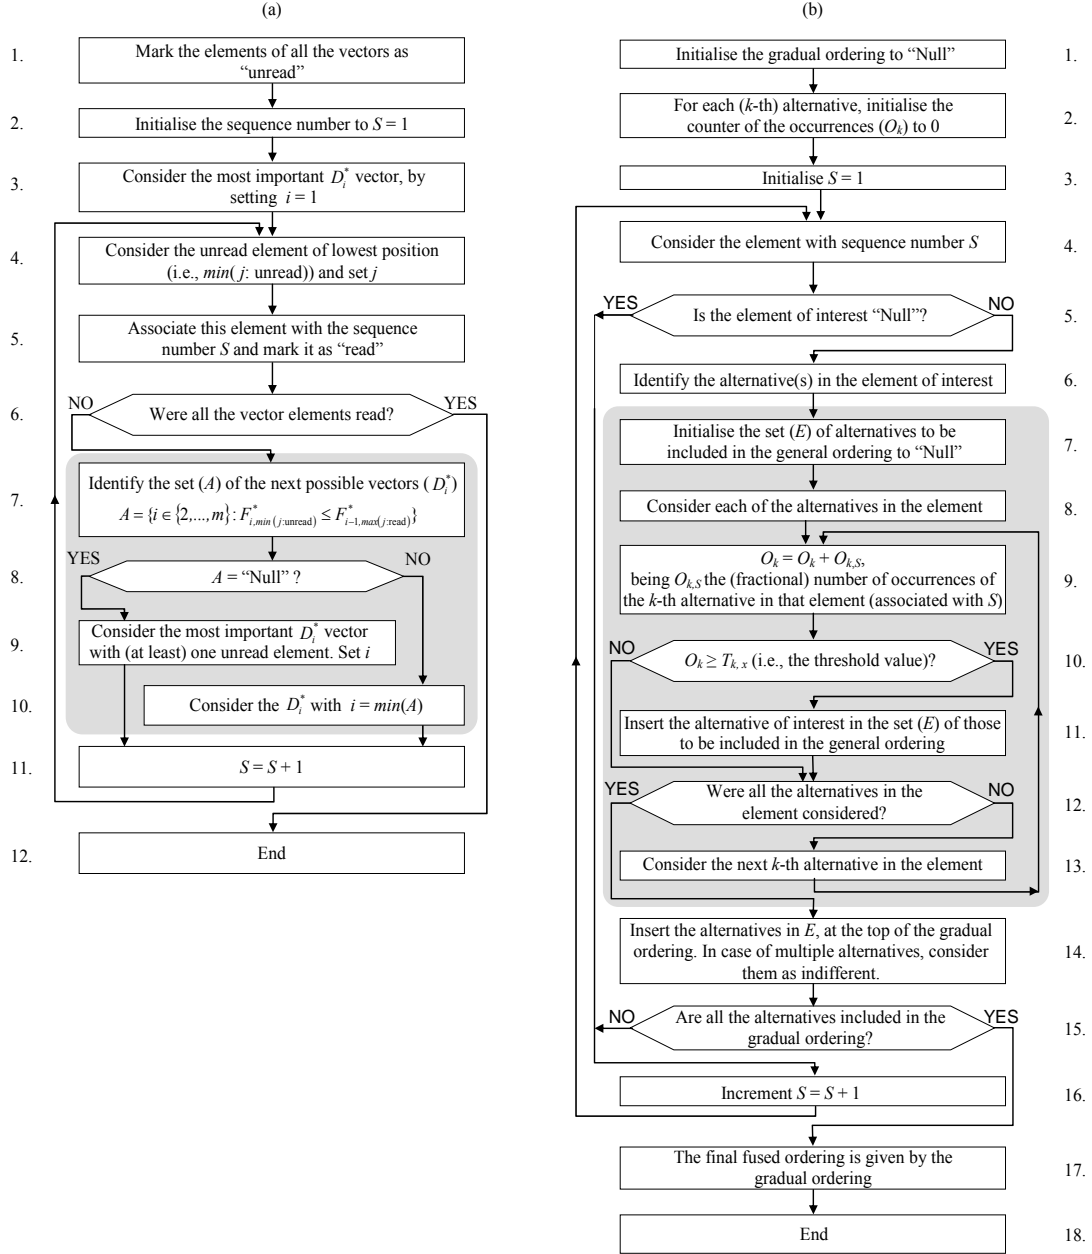 (a)
1.
Mark the elements of all the vectors as
“unread”
2.
Initialise the sequence number to S = 1
3.
Consider the most important D*i vector, by
setting i = 1
4.
Consider the unread element of lowest position
(i.e., min(j: unread)) and set j
5.
Associate this element with the sequence
number S and mark it as “read”
6.
NO
Were all the vector elements read?
YES
7.
Identify the set (A) of the next possible vectors (D*i)
A = {i ∈ {2,...,m}: F*i,min(j:unread) ≤ F*i−1,max(j:read)}
8.
YES
A = “Null” ?
NO
9.
Consider the most important D*i vector
with (at least) one unread element. Set i
10.
Consider the D*i with i = min(A)
11.
S = S + 1
12.
End
(b)
Initialise the gradual ordering to “Null”
1.
For each (k-th) alternative, initialise the
counter of the occurrences (Ok) to 0
2.
Initialise S = 1
3.
Consider the element with sequence number S
4.
YES
Is the element of interest “Null”?
NO
5.
Identify the alternative(s) in the element of interest
6.
Initialise the set (E) of alternatives to be
included in the general ordering to “Null”
7.
Consider each of the alternatives in the element
8.
Ok = Ok + Ok,S,
being Ok,S the (fractional) number of occurrences of
the k-th alternative in that element (associated with S)
9.
NO
Ok ≥ Tk, x (i.e., the threshold value)?
YES
10.
Insert the alternative of interest in the set (E) of those
to be included in the general ordering
11.
YES
Were all the alternatives in the
element considered?
NO
12.
Consider the next k-th alternative in the element
13.
Insert the alternatives in E, at the top of the gradual
ordering. In case of multiple alternatives, consider
them as indifferent.
14.
NO
Are all the alternatives included in the
gradual ordering?
YES
15.
Increment S = S + 1
16.
The final fused ordering is given by the
gradual ordering
17.
End
18.